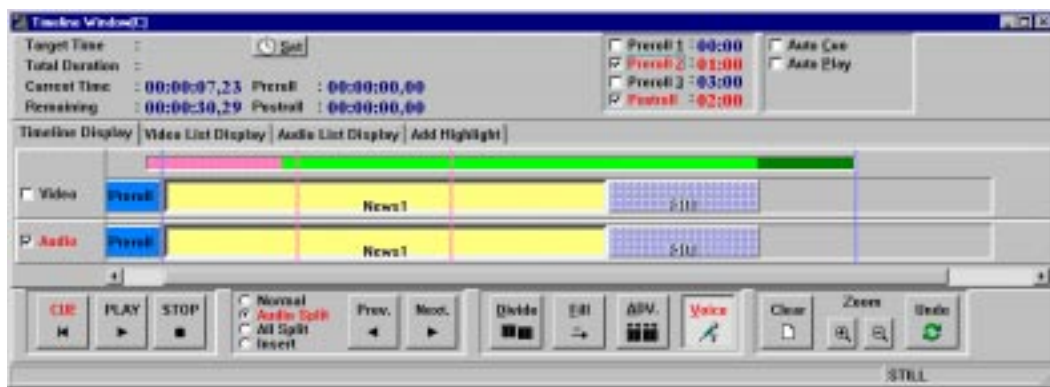 Timeline Window[C]
Target Time :
Set
Total Duration :
Current Time : 00:00:07,23 Preroll : 00:00:00,00
Remaining : 00:00:30,29 Postroll : 00:00:00,00
Preroll 1 : 00:00
Preroll 2 : 01:00
Preroll 3 : 03:00
Postroll : 02:00
Auto Cue
Auto Play
Timeline Display Video List Display Audio List Display Add Highlight
Video Preroll News1 Fill
Audio Preroll News1 Fill
CUE PLAY STOP
Normal
Audio Split
All Split
Insert
Prev. Next.
Divide Fill ADV. Voice
Clear Zoom Undo
STILL